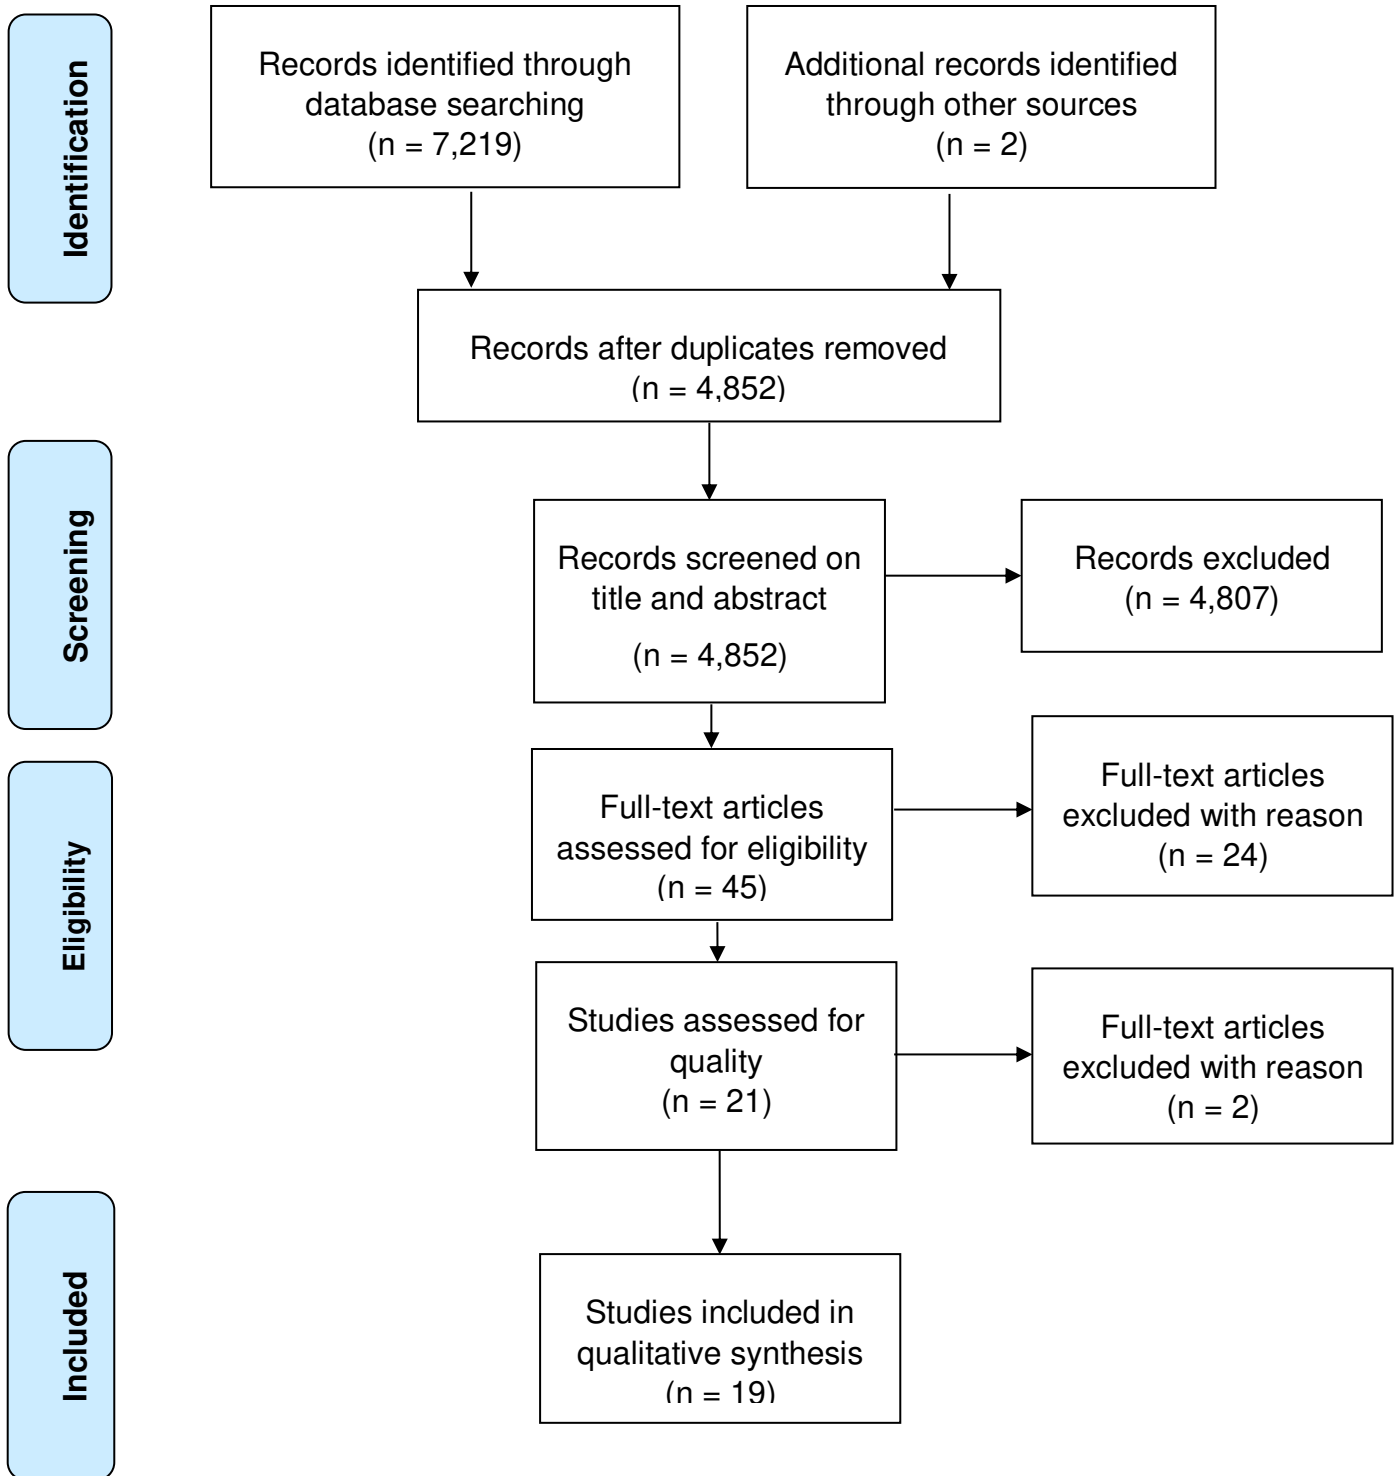 Identification
Records identified through
database searching
(n = 7,219)
Additional records identified
through other sources
(n = 2)
Records after duplicates removed
(n = 4,852)
Screening
Records screened on
title and abstract
(n = 4,852)
Records excluded
(n = 4,807)
Eligibility
Full-text articles
assessed for eligibility
(n = 45)
Full-text articles
excluded with reason
(n = 24)
Studies assessed for
quality
(n = 21)
Full-text articles
excluded with reason
(n = 2)
Included
Studies included in
qualitative synthesis
(n = 19)